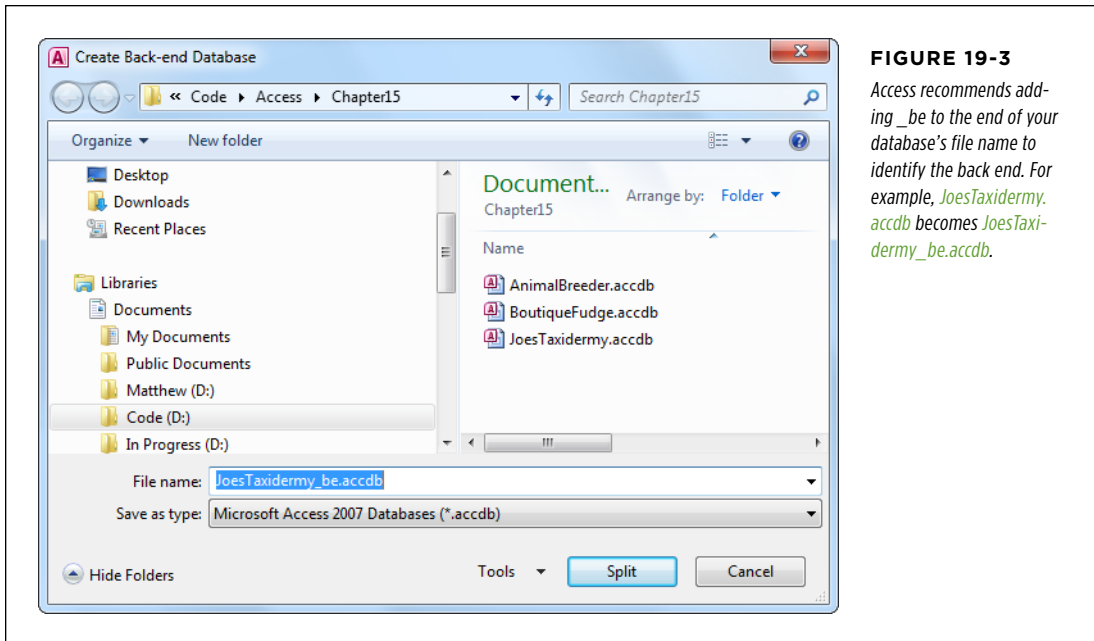 Create Back-end Database
« Code ▸ Access ▸ Chapter15
Search Chapter15
Organize
New folder
Desktop
Downloads
Recent Places
Libraries
Documents
My Documents
Public Documents
Matthew (D:)
Code (D:)
In Progress (D:)
Document...
Chapter15
Arrange by: Folder
Name
AnimalBreeder.accdb
BoutiqueFudge.accdb
JoesTaxidermy.accdb
File name: JoesTaxidermy_be.accdb
Save as type: Microsoft Access 2007 Databases (*.accdb)
Hide Folders
Tools
Split
Cancel
FIGURE 19-3
Access recommends add-
ing _be to the end of your
database's file name to
identify the back end. For
example, JoesTaxidermy.
accdb becomes JoesTaxi-
dermy_be.accdb.